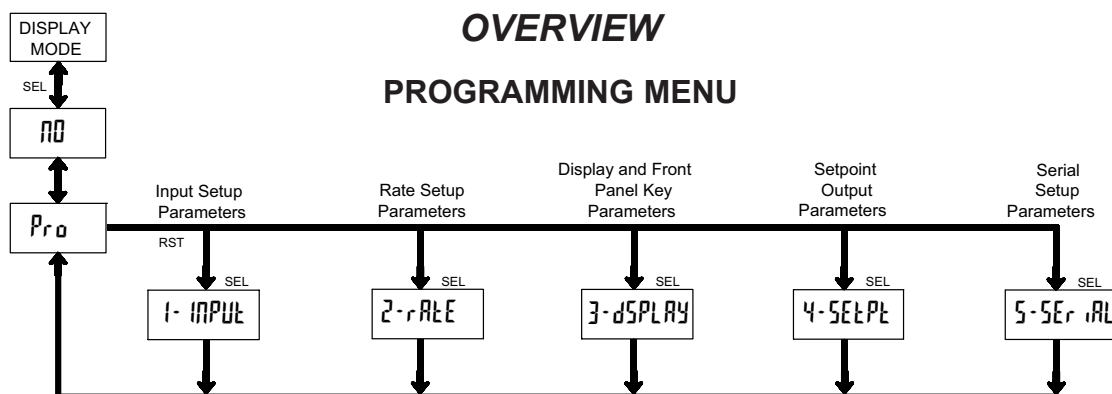 OVERVIEW
PROGRAMMING MENU
DISPLAY
MODE
SEL
NO
Pro
RST
Input Setup
Parameters
Rate Setup
Parameters
Display and Front
Panel Key
Parameters
Setpoint
Output
Parameters
Serial
Setup
Parameters
SEL
SEL
SEL
SEL
SEL
1-INPUt
2-rAtE
3-dSPLAY
4-SEtPt
5-SEriAL